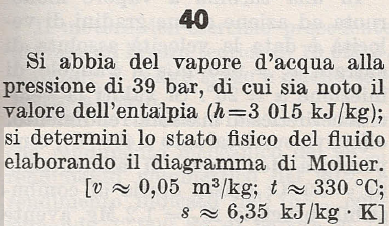 40
Si abbia del vapore d'acqua alla
pressione di 39 bar, di cui sia noto il
valore dell'entalpia (h=3 015 kJ/kg);
si determini lo stato fisico del fluido
elaborando il diagramma di Mollier.
[v ≈ 0,05 m³/kg; t ≈ 330 °C;
s ≈ 6,35 kJ/kg · K]